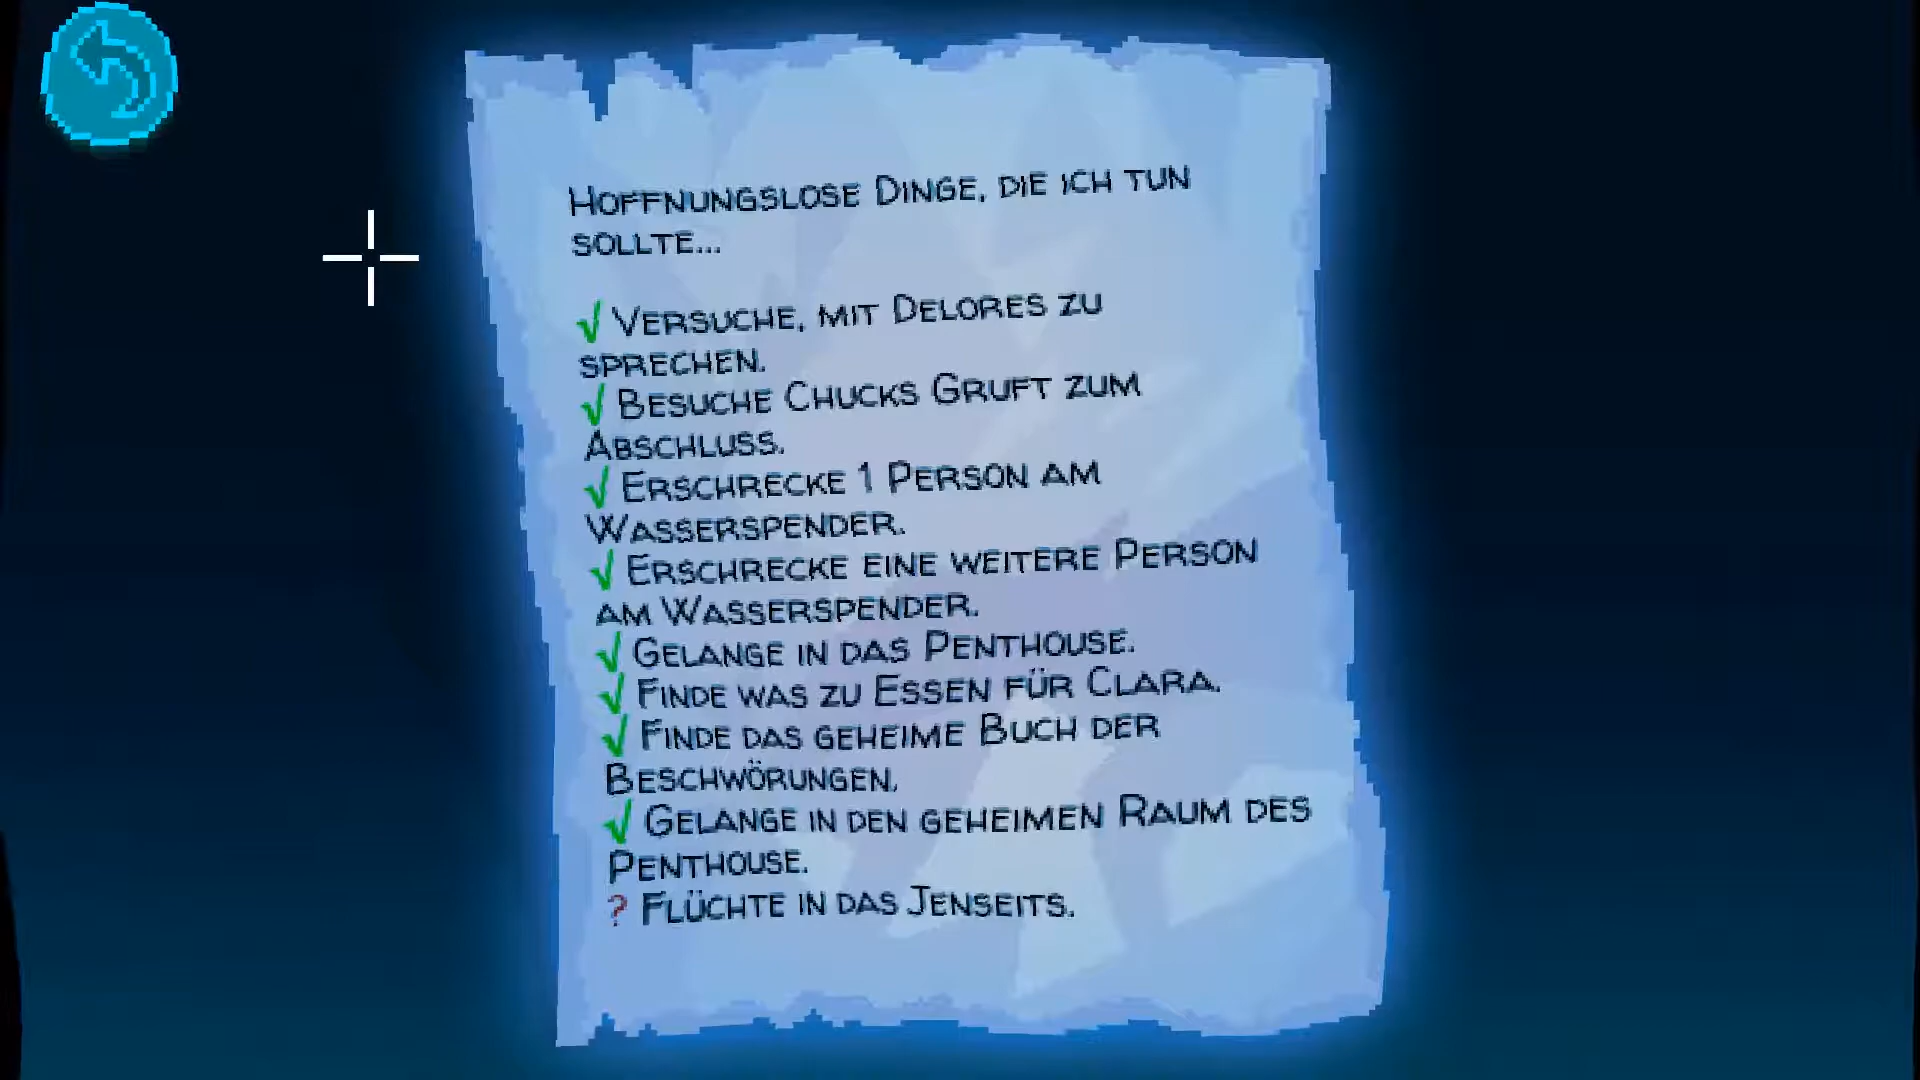 Hoffnungslose Dinge, die ich tun
sollte...
√ Versuche, mit Delores zu
sprechen.
√ Besuche Chucks Gruft zum
Abschluss.
√ Erschrecke 1 Person am
Wasserspender.
√ Erschrecke eine weitere Person
am Wasserspender.
√ Gelange in das Penthouse.
√ Finde was zu Essen für Clara.
√ Finde das geheime Buch der
Beschwörungen.
√ Gelange in den geheimen Raum des
Penthouse.
? Flüchte in das Jenseits.